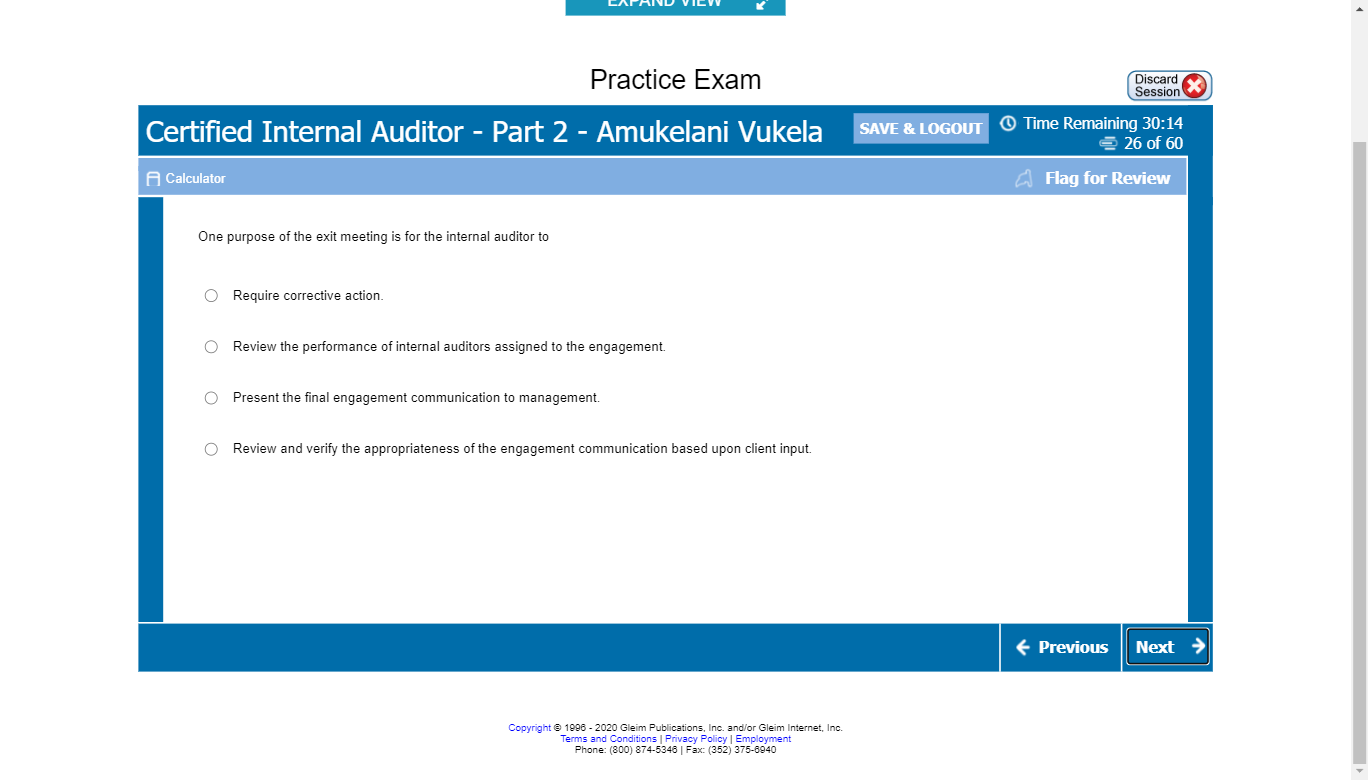 EXPAND VIEW
Practice Exam
Discard
Session
Certified Internal Auditor - Part 2 - Amukelani Vukela
SAVE & LOGOUT
Time Remaining 30:14
26 of 60
Calculator
Flag for Review
One purpose of the exit meeting is for the internal auditor to
Require corrective action.
Review the performance of internal auditors assigned to the engagement.
Present the final engagement communication to management.
Review and verify the appropriateness of the engagement communication based upon client input.
Previous
Next
Copyright © 1996 - 2020 Gleim Publications, Inc. and/or Gleim Internet, Inc.
Terms and Conditions | Privacy Policy | Employment
Phone: (800) 874-5346 | Fax: (352) 375-6940